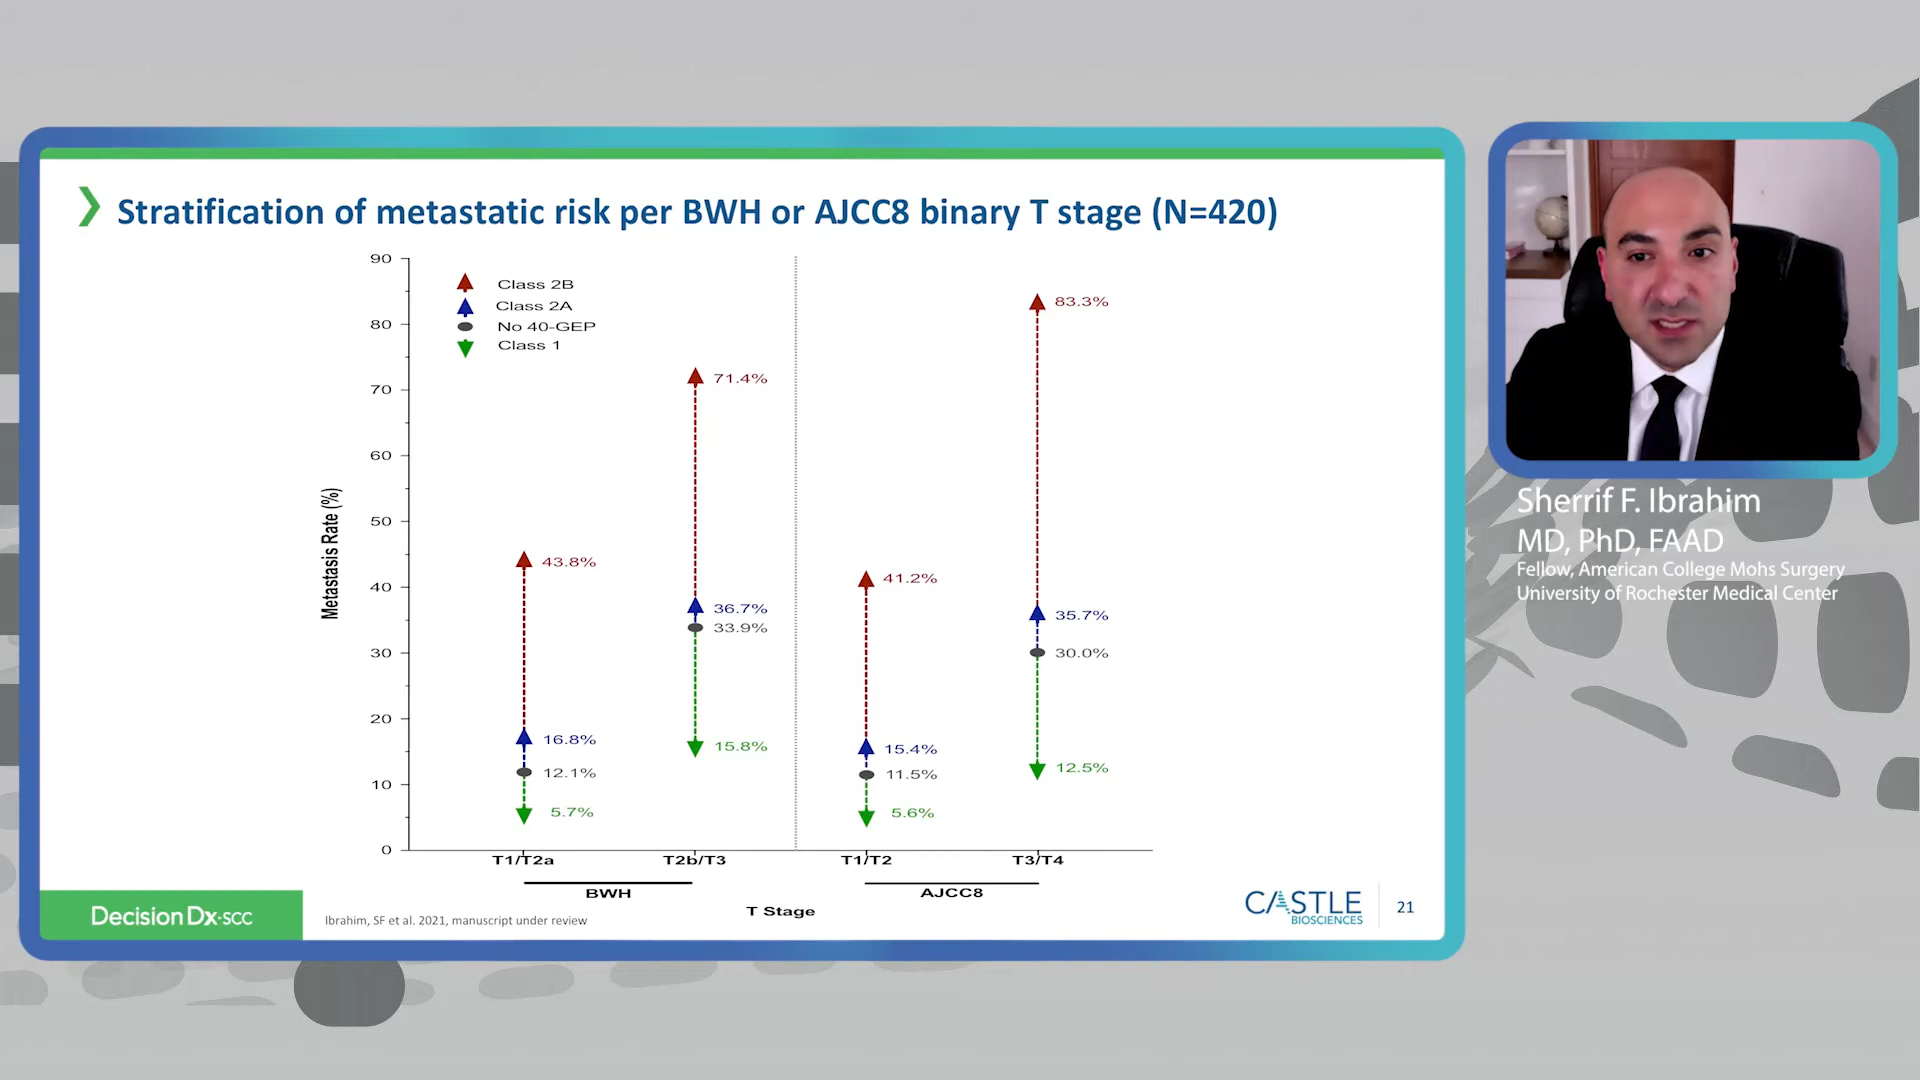 Stratification of metastatic risk per BWH or AJCC8 binary T stage (N=420)
90
80
70
60
50
40
30
20
10
0
Metastasis Rate (%)
Class 2B
Class 2A
No 40-GEP
Class 1
43.8%
16.8%
12.1%
5.7%
71.4%
36.7%
33.9%
15.8%
41.2%
15.4%
11.5%
5.6%
83.3%
35.7%
30.0%
12.5%
T1/T2a
T2b/T3
T1/T2
T3/T4
BWH
AJCC8
T Stage
DecisionDx·SCC
Ibrahim, SF et al. 2021, manuscript under review
CASTLE
BIOSCIENCES
21
Sherrif F. Ibrahim
MD, PhD, FAAD
Fellow, American College Mohs Surgery
University of Rochester Medical Center